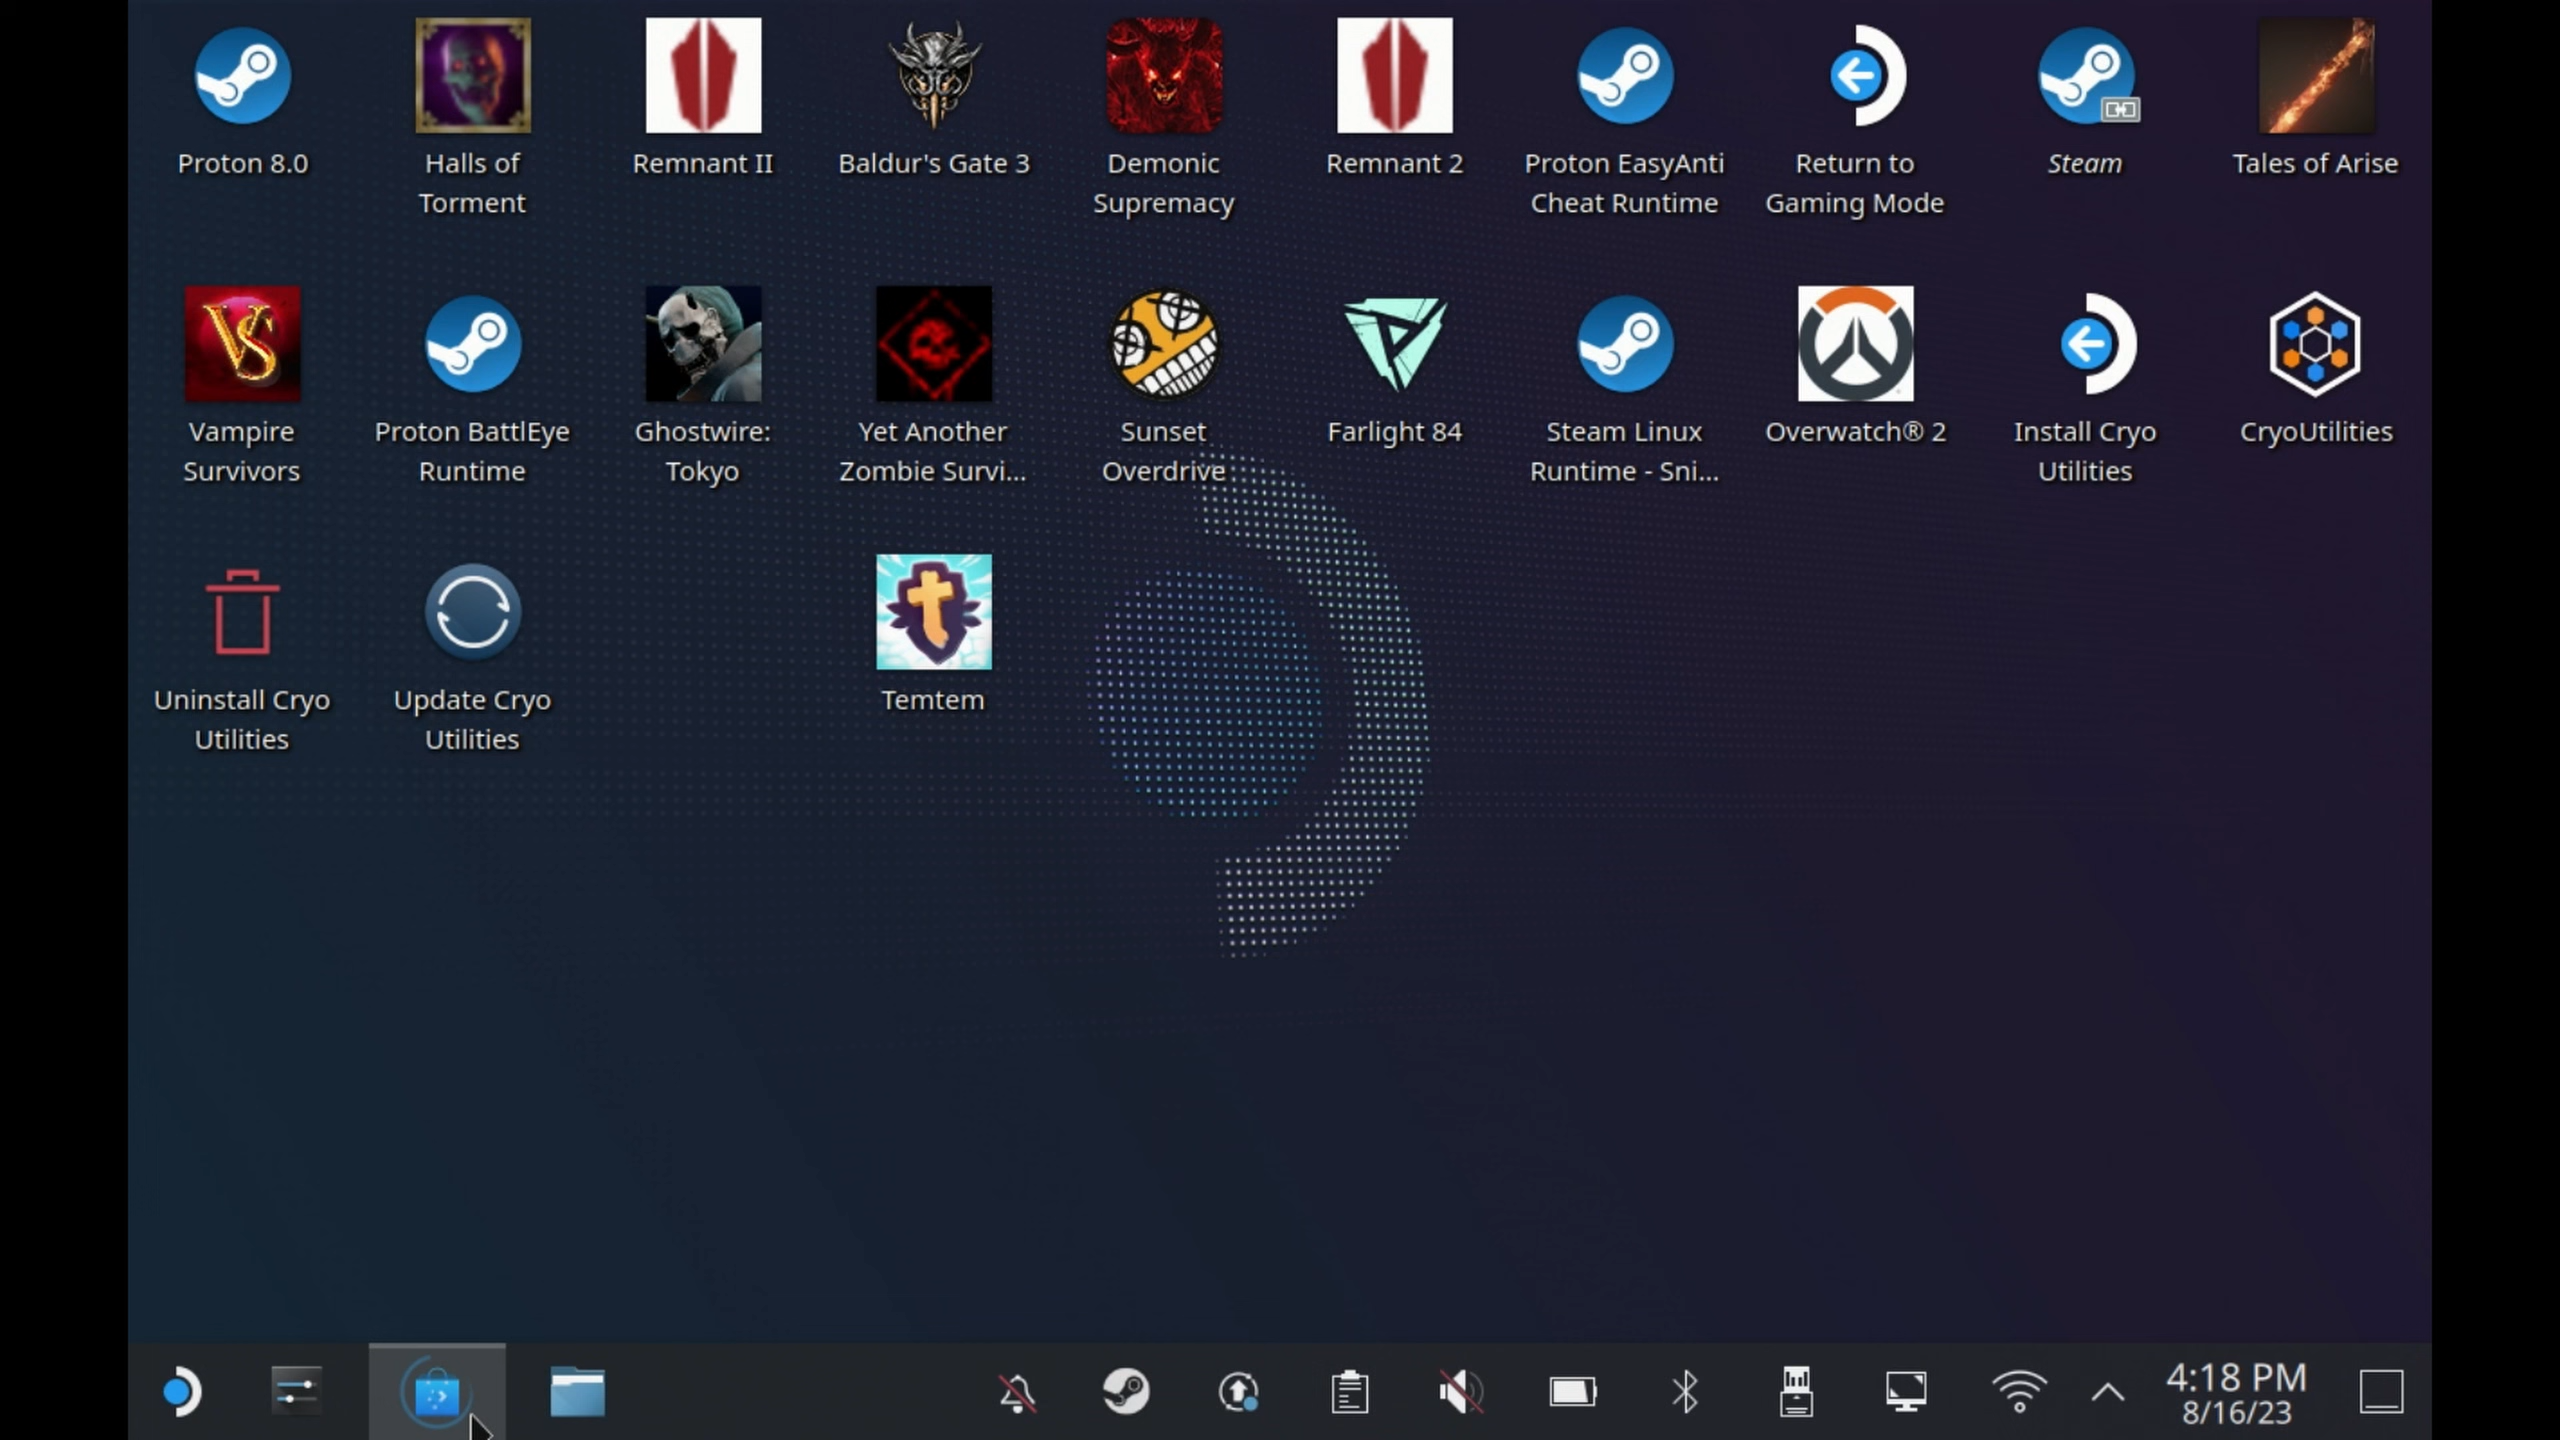 Proton 8.0
Halls of
Torment
Remnant II
Baldur's Gate 3
Demonic
Supremacy
Remnant 2
Proton EasyAnti
Cheat Runtime
Return to
Gaming Mode
Steam
Tales of Arise
VS
Vampire
Survivors
Proton BattlEye
Runtime
Ghostwire:
Tokyo
Yet Another
Zombie Survi...
Sunset
Overdrive
Farlight 84
Steam Linux
Runtime - Sni...
Overwatch® 2
Install Cryo
Utilities
CryoUtilities
Uninstall Cryo
Utilities
Update Cryo
Utilities
t
Temtem
4:18 PM
8/16/23